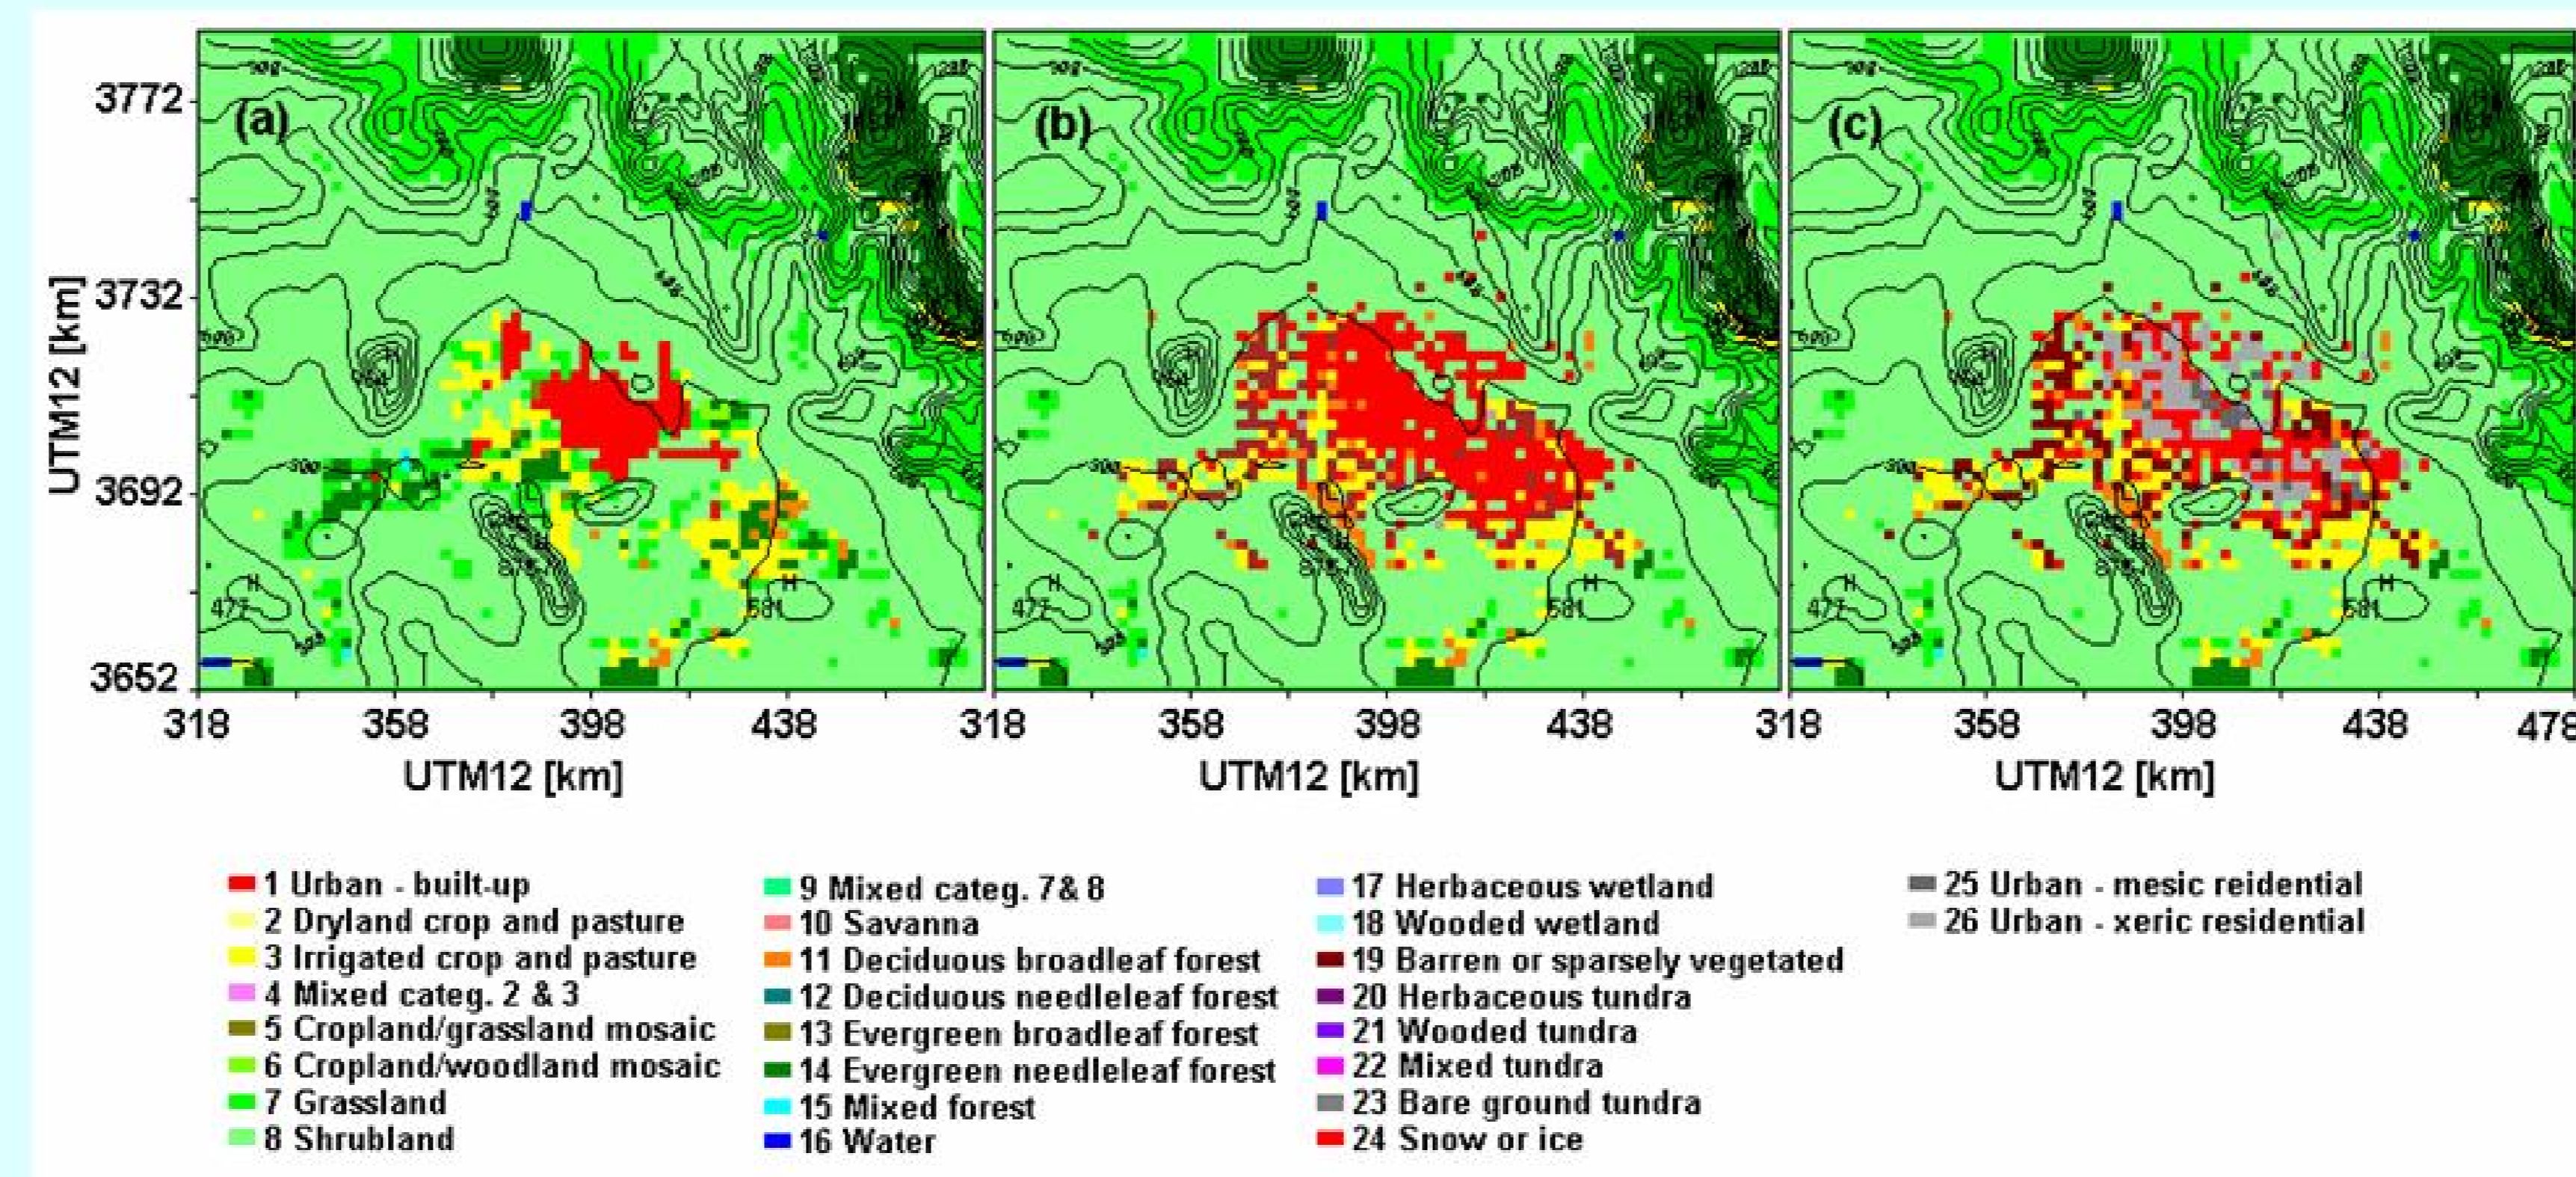 (a) (b) (c)
3772
3732
3692
3652
UTM12 [km]
318 358 398 438 318 358 398 438 318 358 398 438 478
UTM12 [km] UTM12 [km] UTM12 [km]
H 477 H 581
H 477 H 581
H 477 H 581
1 Urban - built-up
2 Dryland crop and pasture
3 Irrigated crop and pasture
4 Mixed categ. 2 & 3
5 Cropland/grassland mosaic
6 Cropland/woodland mosaic
7 Grassland
8 Shrubland
9 Mixed categ. 7& 8
10 Savanna
11 Deciduous broadleaf forest
12 Deciduous needleleaf forest
13 Evergreen broadleaf forest
14 Evergreen needleleaf forest
15 Mixed forest
16 Water
17 Herbaceous wetland
18 Wooded wetland
19 Barren or sparsely vegetated
20 Herbaceous tundra
21 Wooded tundra
22 Mixed tundra
23 Bare ground tundra
24 Snow or ice
25 Urban - mesic reidential
26 Urban - xeric residential